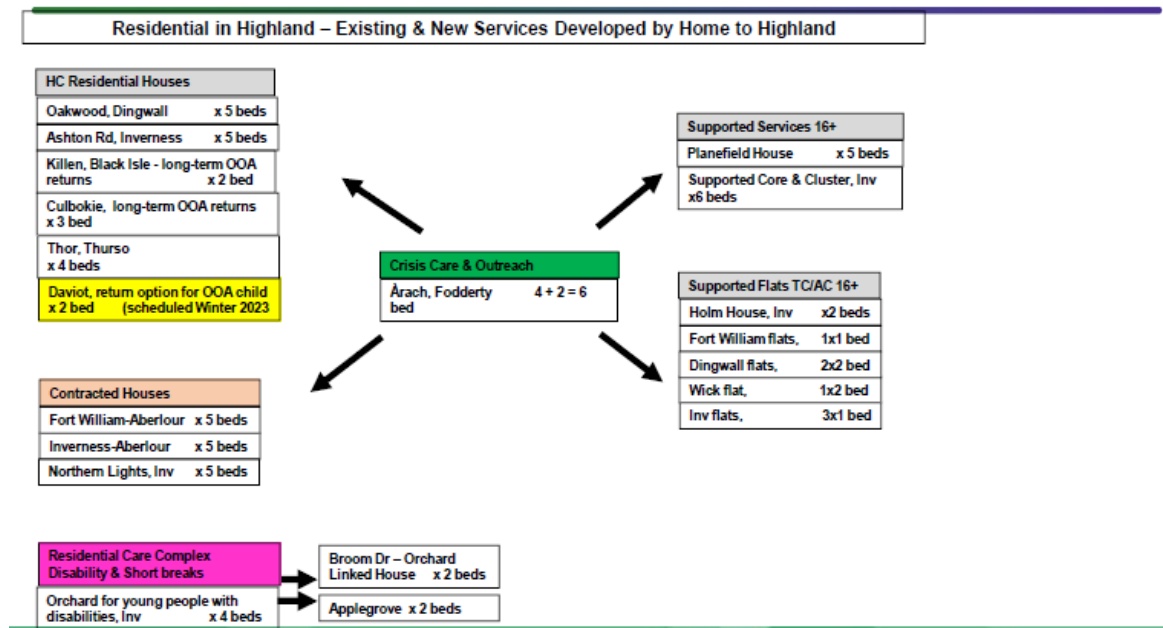 Residential in Highland – Existing & New Services Developed by Home to Highland
HC Residential Houses
Oakwood, Dingwall x 5 beds
Ashton Rd, Inverness x 5 beds
Killen, Black Isle - long-term OOA
returns x 2 bed
Culbokie, long-term OOA returns
x 3 bed
Thor, Thurso
x 4 beds
Daviot, return option for OOA child
x 2 bed (scheduled Winter 2023
Contracted Houses
Fort William-Aberlour x 5 beds
Inverness-Aberlour x 5 beds
Northern Lights, Inv x 5 beds
Crisis Care & Outreach
Àrach, Fodderty 4 + 2 = 6
bed
Supported Services 16+
Planefield House x 5 beds
Supported Core & Cluster, Inv
x6 beds
Supported Flats TC/AC 16+
Holm House, Inv x2 beds
Fort William flats, 1x1 bed
Dingwall flats, 2x2 bed
Wick flat, 1x2 bed
Inv flats, 3x1 bed
Residential Care Complex
Disability & Short breaks
Orchard for young people with
disabilities, Inv x 4 beds
Broom Dr – Orchard
Linked House x 2 beds
Applegrove x 2 beds